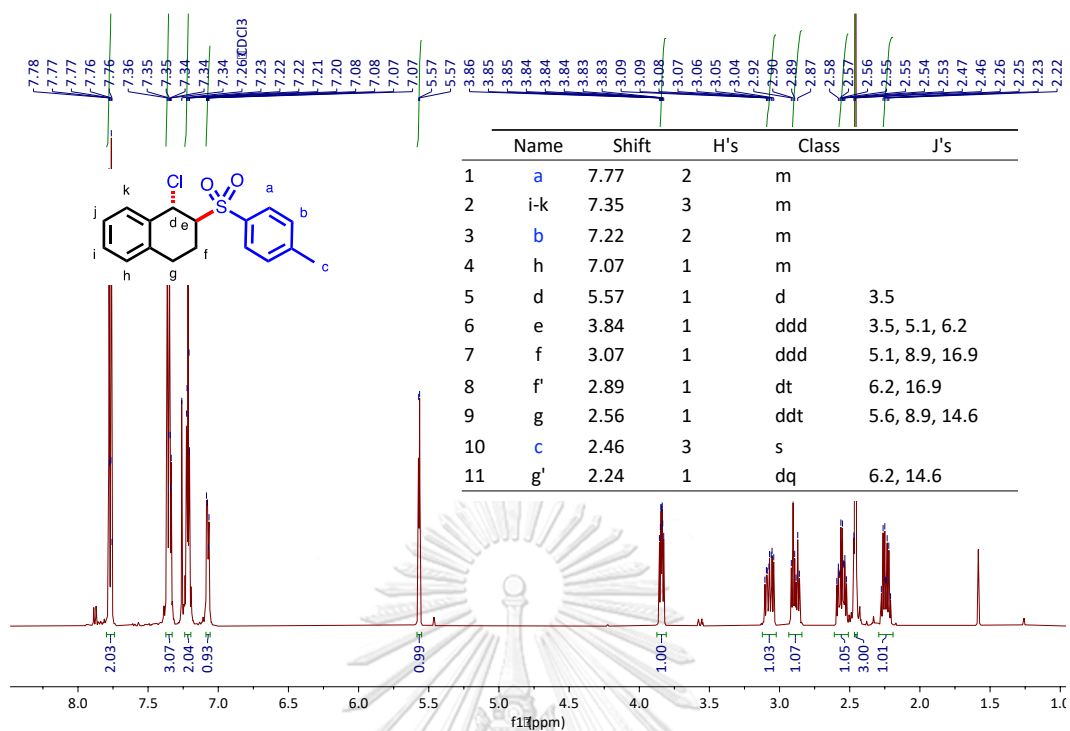 7.78 7.77 7.77 7.76 7.76 7.36 7.35 7.35 7.34 7.34 7.34 7.26 CDCl3 7.23 7.22 7.22 7.21 7.20 7.08 7.08 7.07 7.07 5.57 5.57 3.86 3.85 3.85 3.84 3.84 3.84 3.83 3.83 3.09 3.09 3.08 3.07 3.06 3.05 3.04 2.92 2.90 2.89 2.87 2.58 2.57 2.56 2.55 2.55 2.54 2.53 2.47 2.46 2.26 2.25 2.23 2.22
Name Shift H's Class J's
1 a 7.77 2 m
2 i-k 7.35 3 m
3 b 7.22 2 m
4 h 7.07 1 m
5 d 5.57 1 d 3.5
6 e 3.84 1 ddd 3.5, 5.1, 6.2
7 f 3.07 1 ddd 5.1, 8.9, 16.9
8 f' 2.89 1 dt 6.2, 16.9
9 g 2.56 1 ddt 5.6, 8.9, 14.6
10 c 2.46 3 s
11 g' 2.24 1 dq 6.2, 14.6
Cl O O
k S a
j d e b
i f
h g c
2.03 3.07 2.04 0.93 0.99 1.00 1.03 1.07 1.05 3.00 1.01
8.0 7.5 7.0 6.5 6.0 5.5 5.0 4.5 4.0 3.5 3.0 2.5 2.0 1.5 1.0
f1 (ppm)